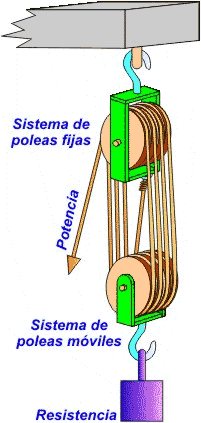 Sistema de
poleas fijas
Potencia
Sistema de
poleas móviles
Resistencia